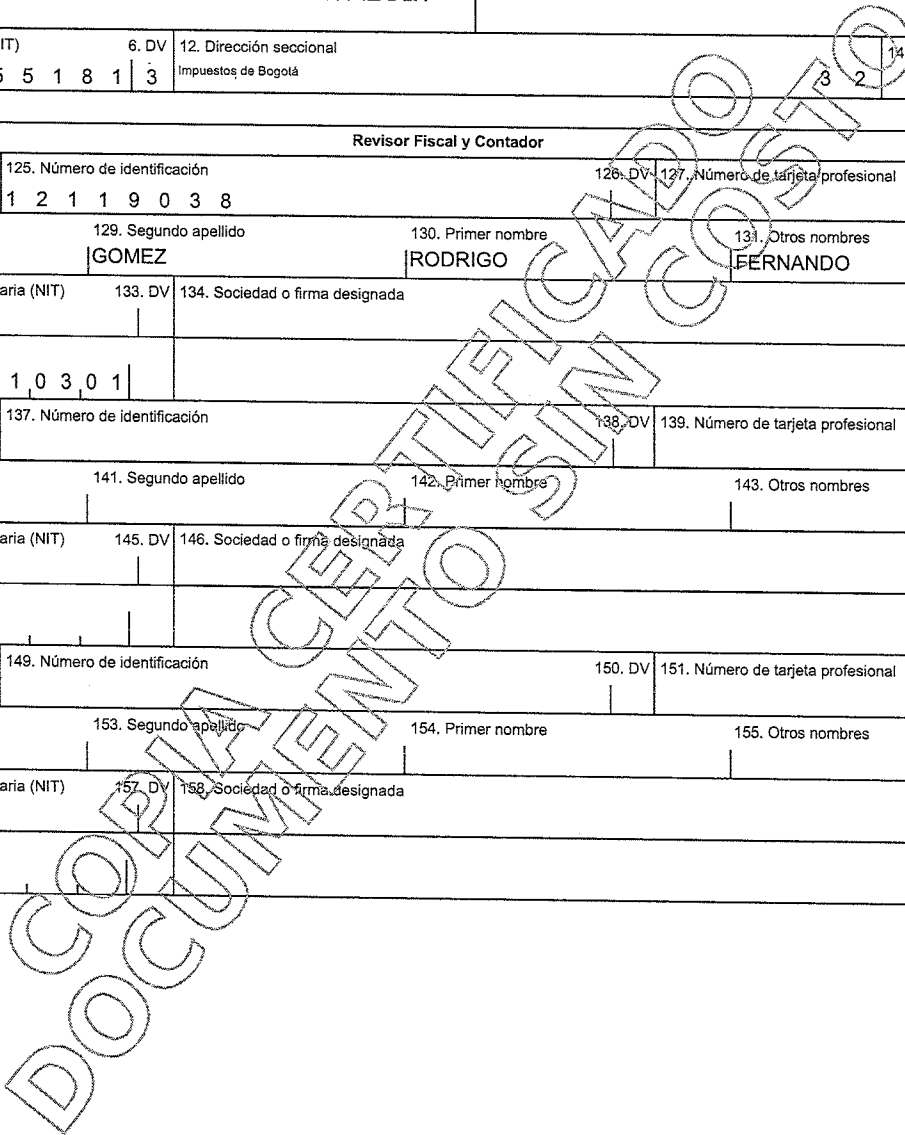 IT) 6. DV 12. Dirección seccional 14
5 5 1 8 1 3 Impuestos de Bogotá 3 2
Revisor Fiscal y Contador
125. Número de identificación 126. DV 127. Número de tarjeta profesional
1 2 1 1 9 0 3 8
129. Segundo apellido 130. Primer nombre 131. Otros nombres
GOMEZ RODRIGO FERNANDO
aria (NIT) 133. DV 134. Sociedad o firma designada
1 0 3 0 1
137. Número de identificación 138. DV 139. Número de tarjeta profesional
141. Segundo apellido 142. Primer nombre 143. Otros nombres
aria (NIT) 145. DV 146. Sociedad o firma designada
149. Número de identificación 150. DV 151. Número de tarjeta profesional
153. Segundo apellido 154. Primer nombre 155. Otros nombres
aria (NIT) 157. DV 158. Sociedad o firma designada
COPIA CERTIFICADO
DOCUMENTO SIN COSTO